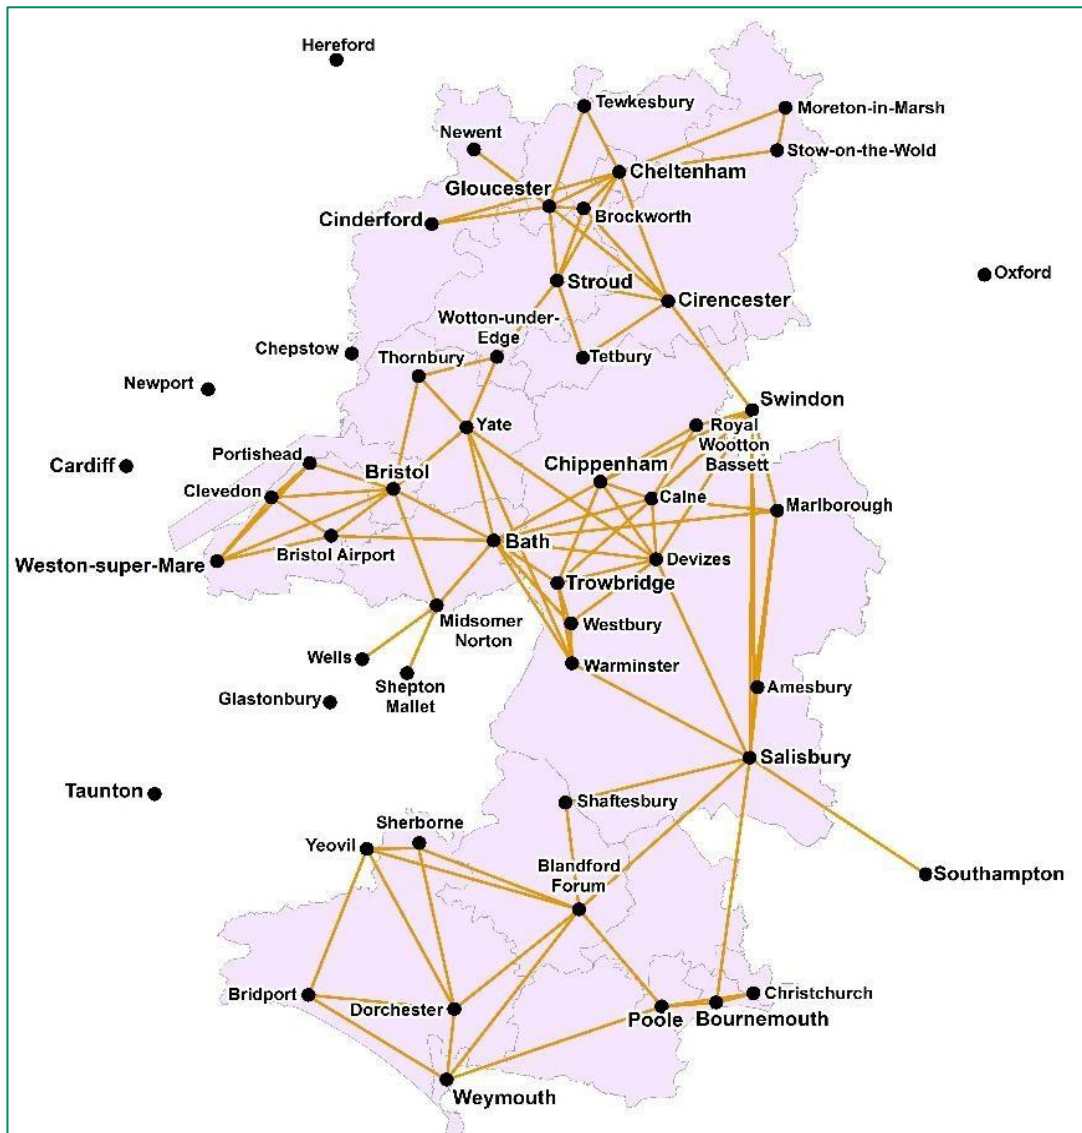 Hereford
Tewkesbury
Moreton-in-Marsh
Newent
Stow-on-the-Wold
Cheltenham
Gloucester
Brockworth
Cinderford
Oxford
Stroud
Cirencester
Wotton-under-
Edge
Chepstow
Thornbury
Tetbury
Newport
Swindon
Yate
Royal
Wootton
Bassett
Portishead
Cardiff
Bristol
Chippenham
Clevedon
Calne
Marlborough
Bath
Bristol Airport
Devizes
Weston-super-Mare
Trowbridge
Midsomer
Norton
Westbury
Wells
Warminster
Shepton
Mallet
Glastonbury
Amesbury
Salisbury
Taunton
Shaftesbury
Sherborne
Yeovil
Blandford
Forum
Southampton
Bridport
Dorchester
Christchurch
Poole
Bournemouth
Weymouth